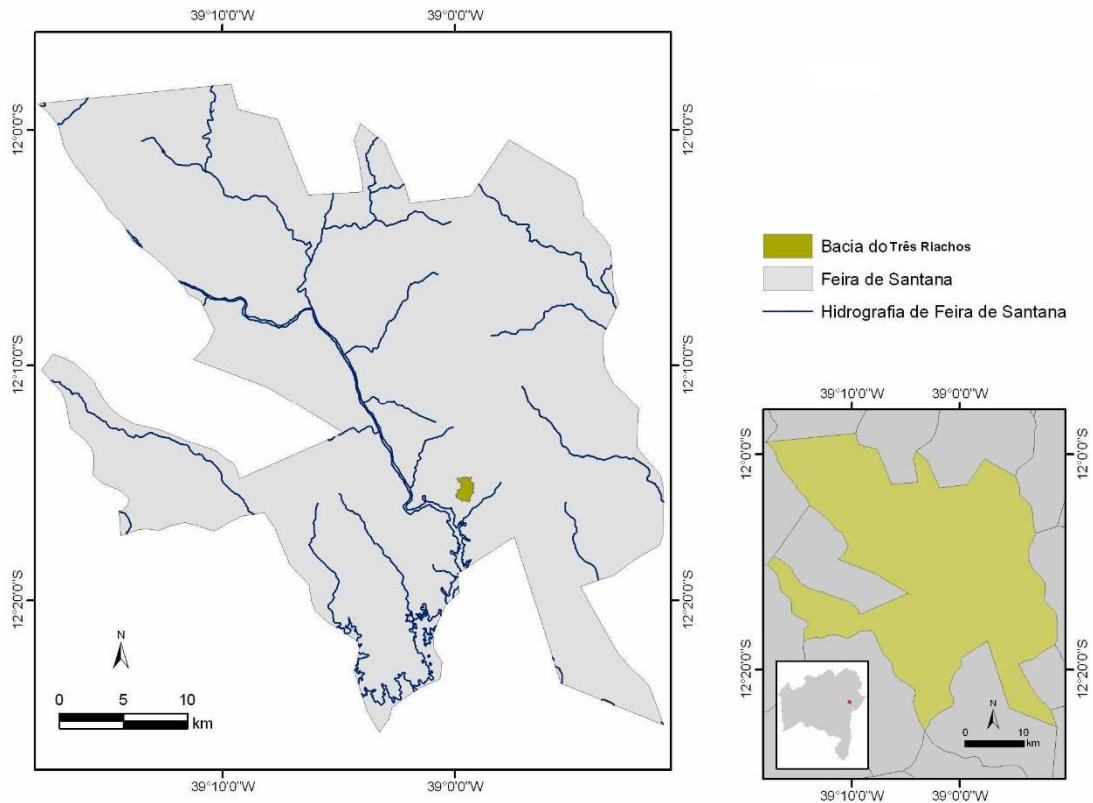 39°10'0"W 39°0'0"W
12°0'0"S 12°0'0"S
12°10'0"S 12°10'0"S
12°20'0"S 12°20'0"S
N
0 5 10
km
39°10'0"W 39°0'0"W
Bacia do Três Riachos
Feira de Santana
Hidrografia de Feira de Santana
39°10'0"W 39°0'0"W
12°0'0"S 12°0'0"S
12°10'0"S 12°10'0"S
12°20'0"S 12°20'0"S
N
0 10
km
39°10'0"W 39°0'0"W